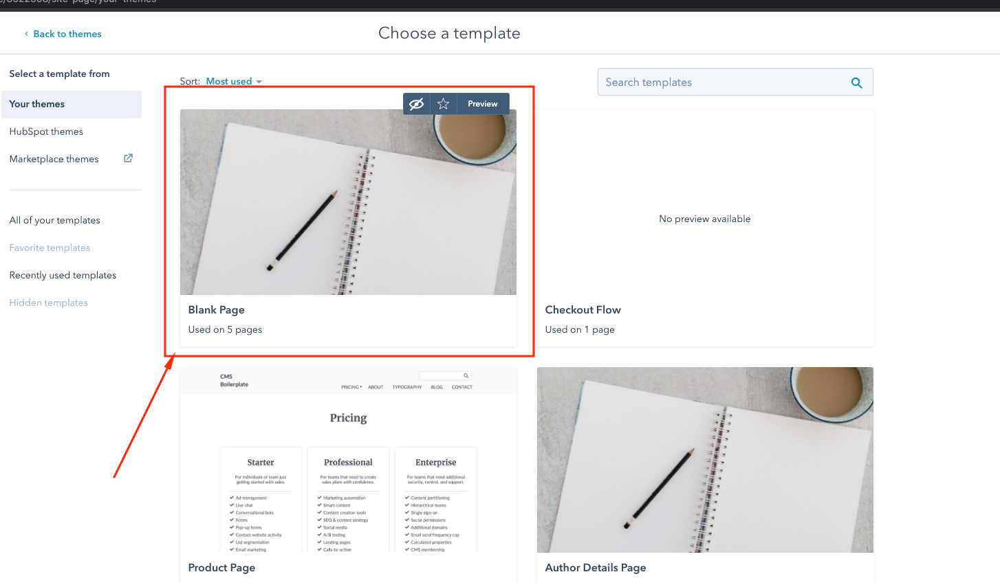 Back to themes
Choose a template
Select a template from
Your themes
HubSpot themes
Marketplace themes
All of your templates
Favorite templates
Recently used templates
Hidden templates
Sort: Most used
Search templates
Preview
Blank Page
Used on 5 pages
No preview available
Checkout Flow
Used on 1 page
CMS
Boilerplate
PRICING ABOUT TYPOGRAPHY BLOG CONTACT
Pricing
Starter
For individuals or team just
getting started with sales.
Ad management
Live chat
Conversational bots
Forms
Pop-up forms
Contact website activity
List segmentation
Email marketing
Professional
For teams that need to create
sales plans with confidence.
Marketing automation
Smart content
Content creation tools
SEO & content strategy
Social media
A/B testing
Landing pages
Calls-to-action
Enterprise
For teams that need additional
security, control, and support.
Content partitioning
Hierarchical teams
Single sign-on
Social permissions
Additional domains
Email send frequency cap
Calculated properties
CMS membership
Product Page
Author Details Page